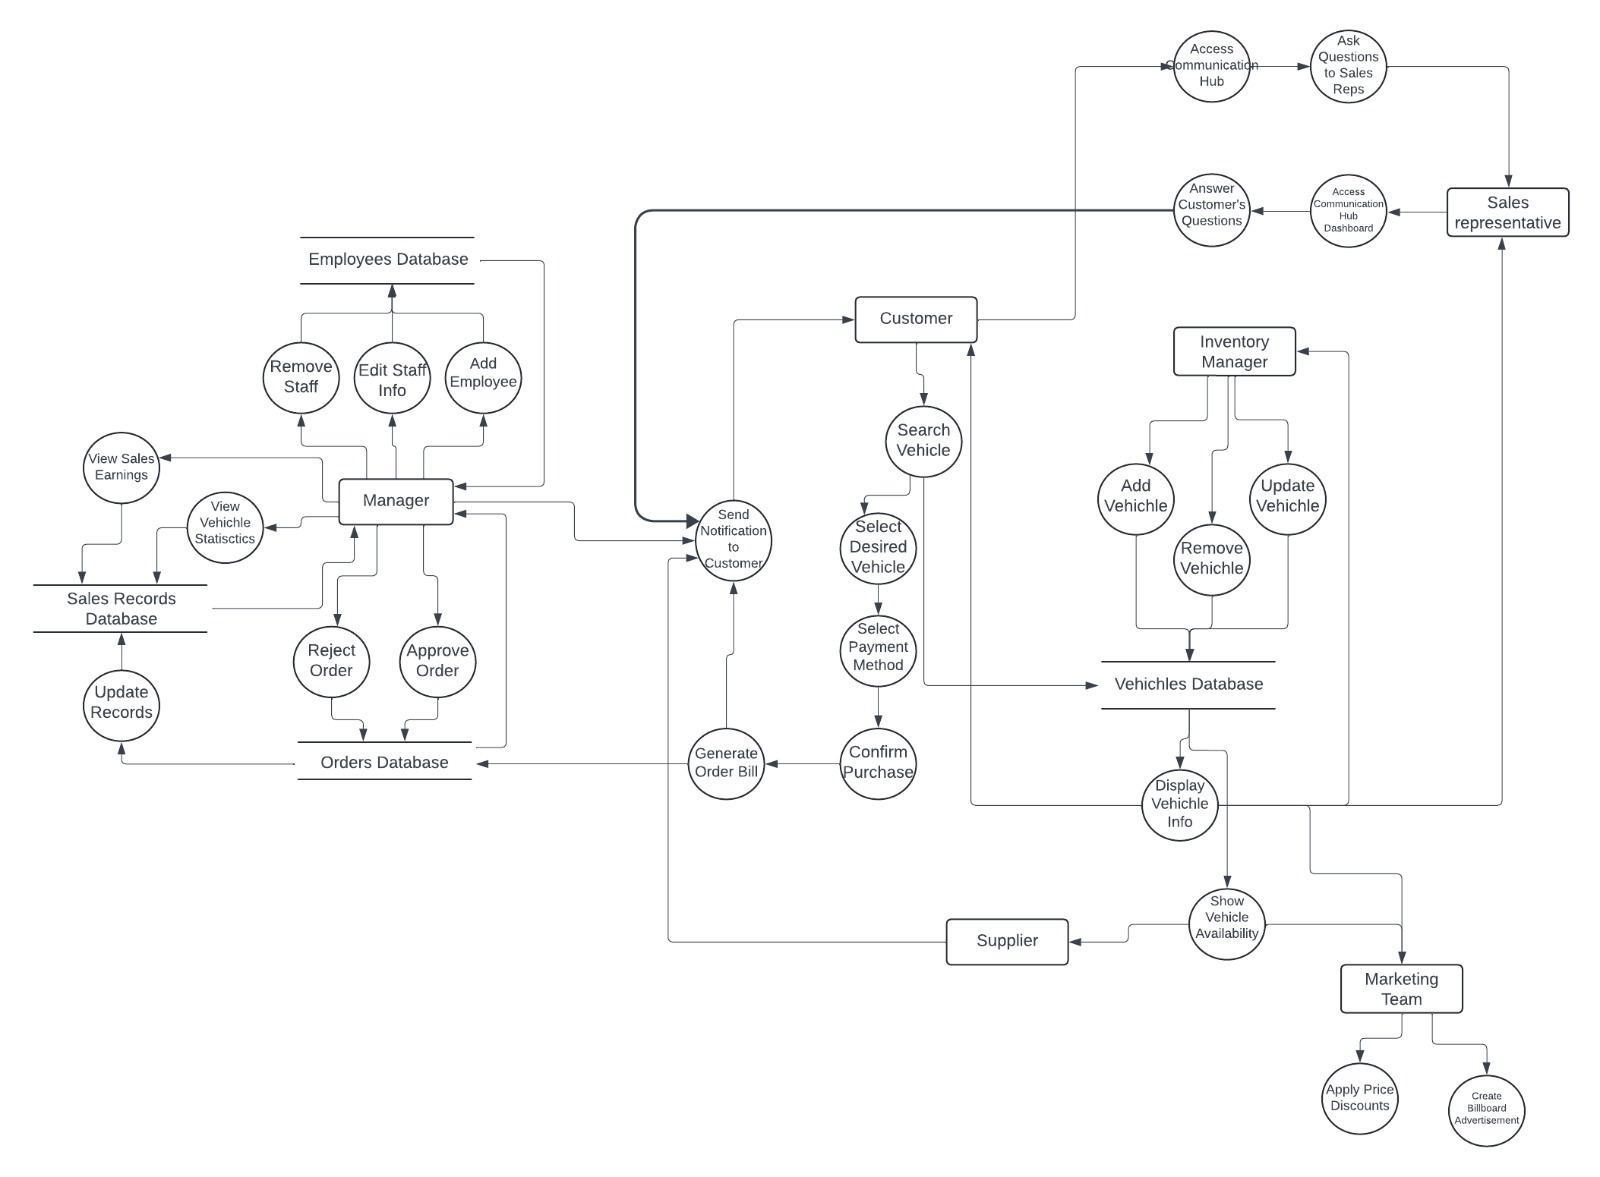 Access
Communication
Hub
Ask
Questions
to Sales
Reps
Answer
Customer's
Questions
Access
Communication
Hub
Dashboard
Sales
representative
Employees Database
Customer
Inventory
Manager
Remove
Staff
Edit Staff
Info
Add
Employee
View Sales
Earnings
Manager
View
Vehichle
Statisctics
Send
Notification
to
Customer
Search
Vehicle
Select
Desired
Vehicle
Add
Vehichle
Remove
Vehichle
Update
Vehichle
Sales Records
Database
Reject
Order
Approve
Order
Select
Payment
Method
Vehichles Database
Update
Records
Orders Database
Generate
Order Bill
Confirm
Purchase
Display
Vehichle
Info
Supplier
Show
Vehicle
Availability
Marketing
Team
Apply Price
Discounts
Create
Billboard
Advertisement